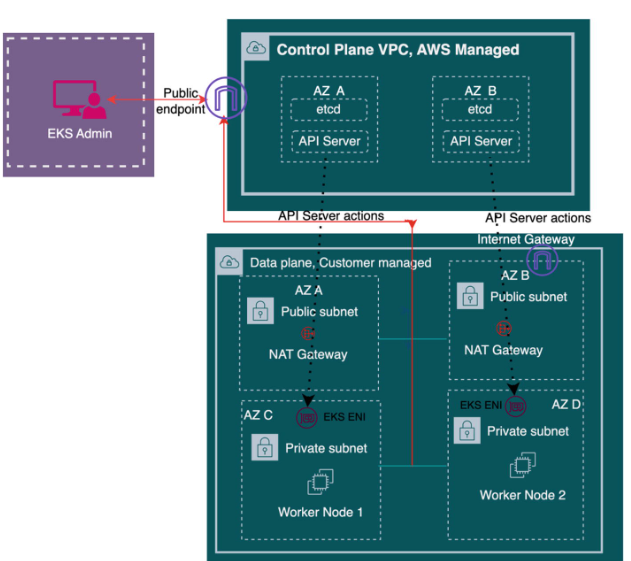 Control Plane VPC, AWS Managed
AZ A
etcd
API Server
AZ B
etcd
API Server
Public
endpoint
EKS Admin
API Server actions
API Server actions
Internet Gateway
Data plane, Customer managed
AZ A
Public subnet
NAT Gateway
AZ B
Public subnet
NAT Gateway
AZ C
EKS ENI
Private subnet
Worker Node 1
EKS ENI
AZ D
Private subnet
Worker Node 2